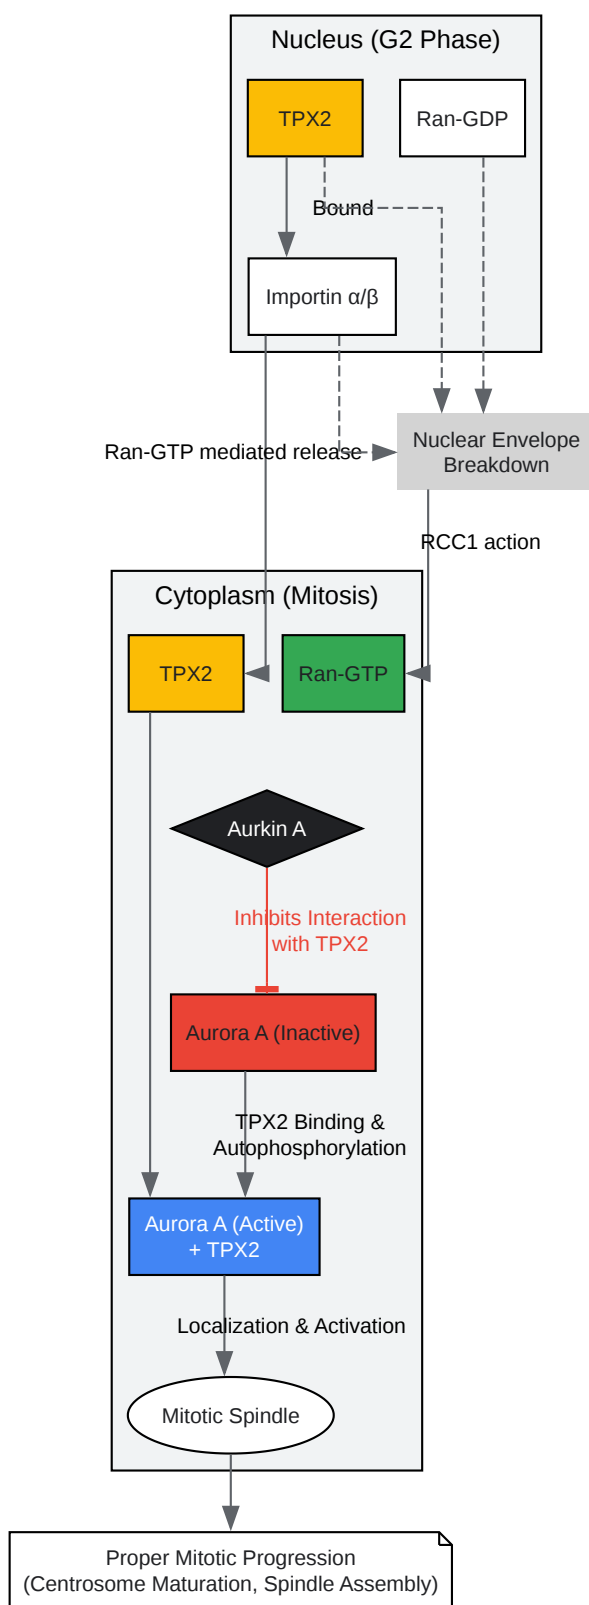 Nucleus (G2 Phase)
TPX2
Ran-GDP
Bound
Importin α/β
Nuclear Envelope
Breakdown
Ran-GTP mediated release
RCC1 action
Cytoplasm (Mitosis)
TPX2
Ran-GTP
Aurkin A
Inhibits Interaction
with TPX2
Aurora A (Inactive)
TPX2 Binding &
Autophosphorylation
Aurora A (Active)
+ TPX2
Localization & Activation
Mitotic Spindle
Proper Mitotic Progression
(Centrosome Maturation, Spindle Assembly)